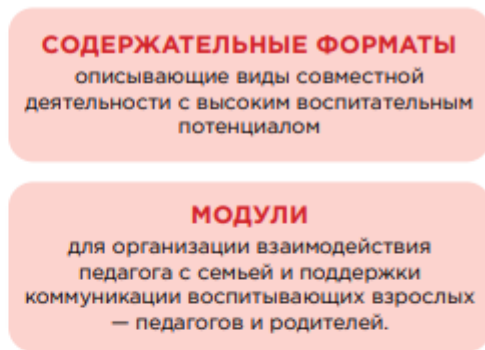 СОДЕРЖАТЕЛЬНЫЕ ФОРМАТЫ
описывающие виды совместной
деятельности с высоким воспитательным
потенциалом
МОДУЛИ
для организации взаимодействия
педагога с семьей и поддержки
коммуникации воспитывающих взрослых
— педагогов и родителей.